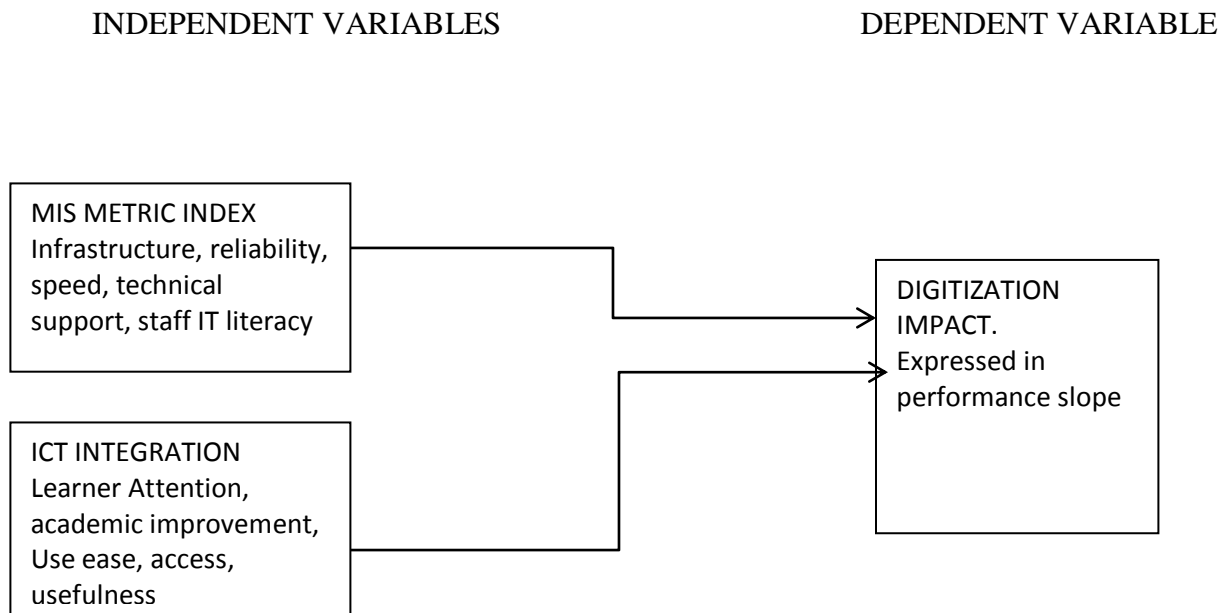 INDEPENDENT VARIABLES
DEPENDENT VARIABLE
MIS METRIC INDEX
Infrastructure, reliability,
speed, technical
support, staff IT literacy
DIGITIZATION
IMPACT.
Expressed in
performance slope
ICT INTEGRATION
Learner Attention,
academic improvement,
Use ease, access,
usefulness